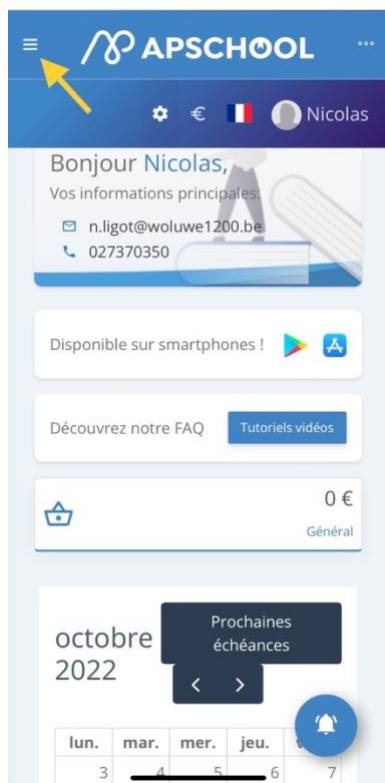 APSCHOOL
€
Nicolas
Bonjour Nicolas,
Vos informations principales:
n.ligot@woluwe1200.be
027370350
Disponible sur smartphones !
Découvrez notre FAQ
Tutoriels vidéos
0 €
Général
octobre
2022
Prochaines
échéances
lun. mar. mer. jeu.
3 4 5 6 7